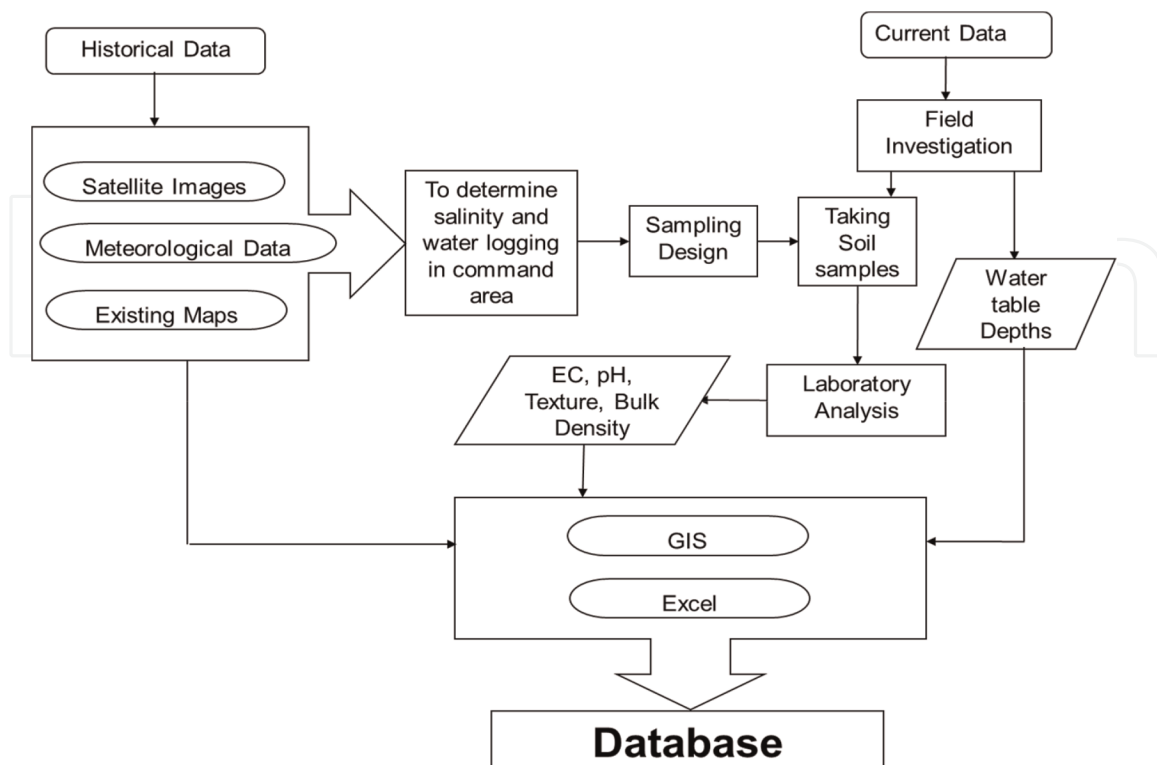 Historical Data
Current Data
Field
Investigation
Satellite Images
Meteorological Data
Existing Maps
To determine
salinity and
water logging
in command
area
Sampling
Design
Taking
Soil
samples
Water
table
Depths
Laboratory
Analysis
EC, pH,
Texture, Bulk
Density
GIS
Excel
Database